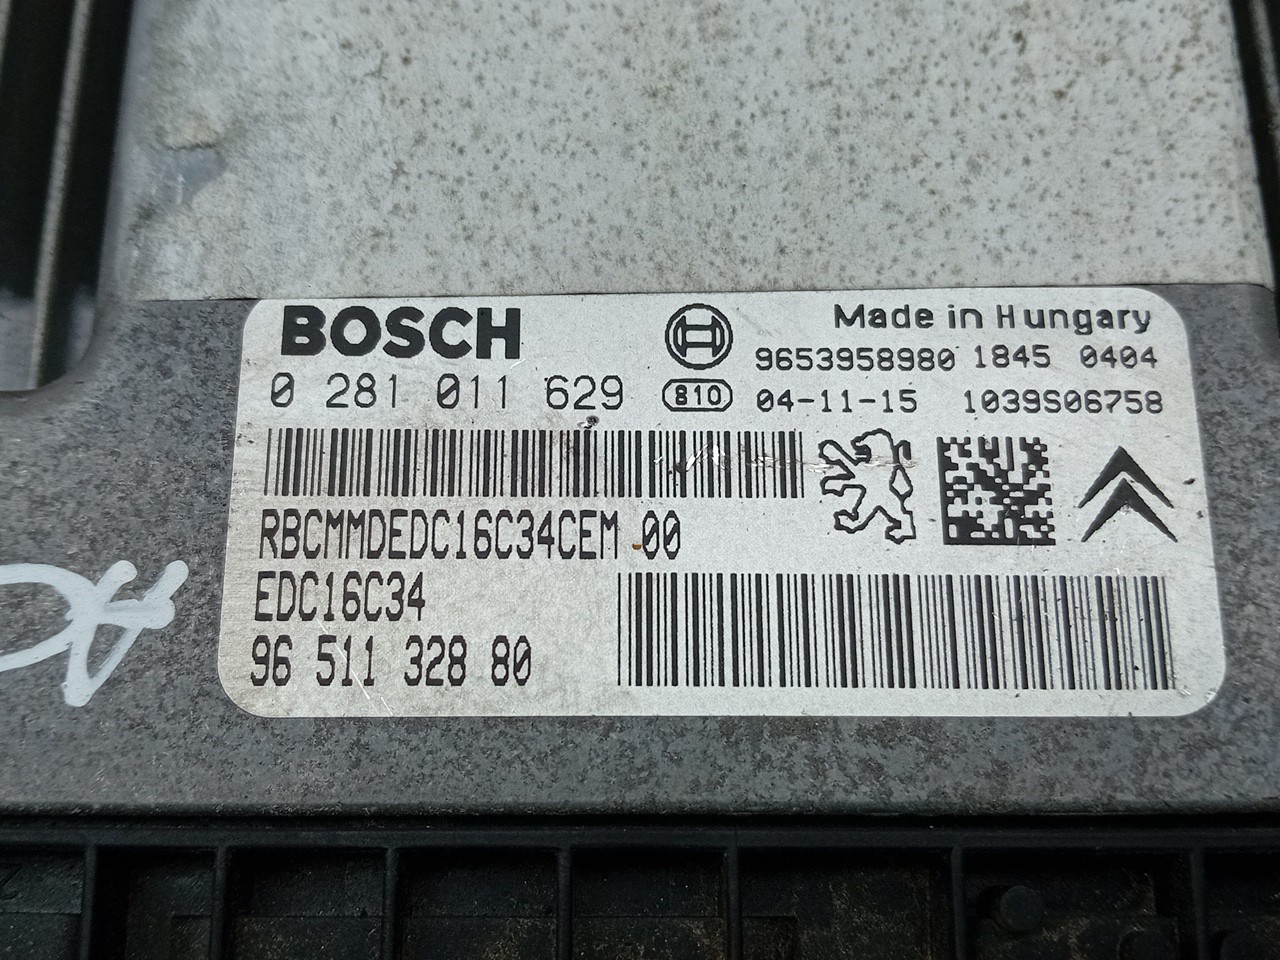 BOSCH
Made in Hungary
9653958980 1845 0404
0 281 011 629 810 04-11-15 1039S06758
RBCMMDEDC16C34CEM 00
EDC16C34
96 511 328 80